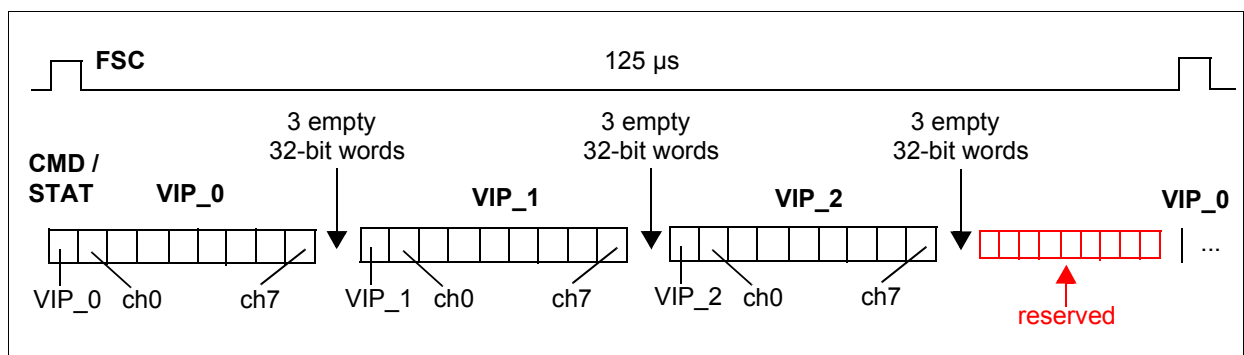 FSC
125 µs
3 empty
32-bit words
3 empty
32-bit words
3 empty
32-bit words
CMD /
STAT
VIP_0
VIP_1
VIP_2
VIP_0
...
VIP_0
ch0
ch7
VIP_1
ch0
ch7
VIP_2
ch0
ch7
reserved